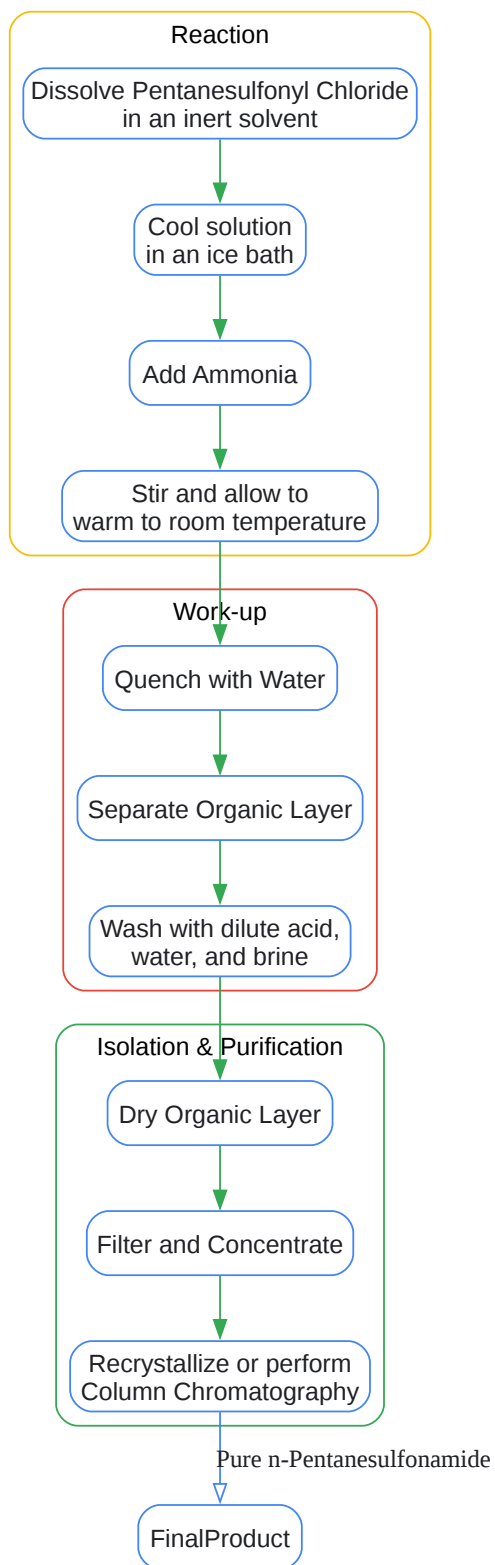 Reaction
Dissolve Pentanesulfonyl Chloride
in an inert solvent
Cool solution
in an ice bath
Add Ammonia
Stir and allow to
warm to room temperature
Work-up
Quench with Water
Separate Organic Layer
Wash with dilute acid,
water, and brine
Isolation & Purification
Dry Organic Layer
Filter and Concentrate
Recrystallize or perform
Column Chromatography
Pure n-Pentanesulfonamide
FinalProduct